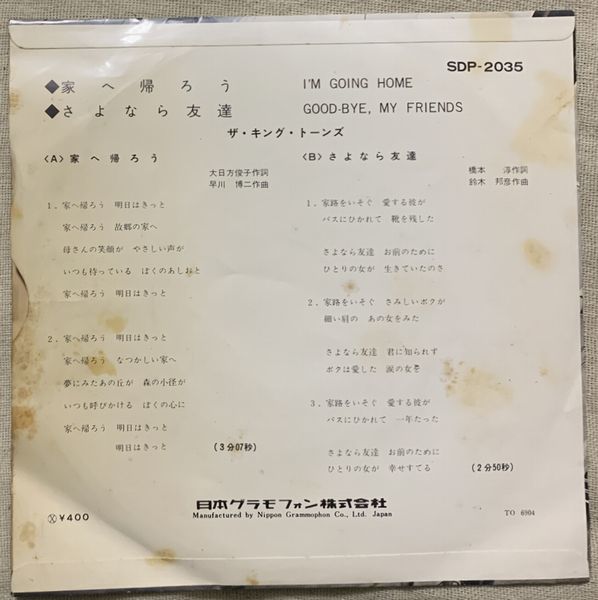 SDP-2035
◆家へ帰ろう I'M GOING HOME
◆さよなら友達 GOOD-BYE, MY FRIENDS
ザ・キング・トーンズ
〈A〉家へ帰ろう
大日方俊子作詞
早川 博二作曲
1. 家へ帰ろう 明日はきっと
家へ帰ろう 故郷の家へ
母さんの笑顔が やさしい声が
いつも待っている ぼくのあしおと
家へ帰ろう 明日はきっと
2. 家へ帰ろう 明日はきっと
家へ帰ろう なつかしい家へ
夢にみたあの丘が 森の小径が
いつも呼びかける ぼくの心に
家へ帰ろう 明日はきっと
明日はきっと (3分07秒)
〈B〉さよなら友達
橋本 淳作詞
鈴木 邦彦作曲
1. 家路をいそぐ 愛する彼が
バスにひかれて 靴を残した
さよなら友達 お前のために
ひとりの女が 生きていたのさ
2. 家路をいそぐ さみしいボクが
細い肩の あの女をみた
さよなら友達 君に知られず
ボクは愛した 涙の女を
3. 家路をいそぐ 愛する彼が
バスにひかれて 一年たった
さよなら友達 お前のために
ひとりの女が 幸せすてる (2分50秒)
日本グラモフォン株式会社
Manufactured by Nippon Grammophon Co., Ltd. Japan
Ⓧ¥400
TO 6904